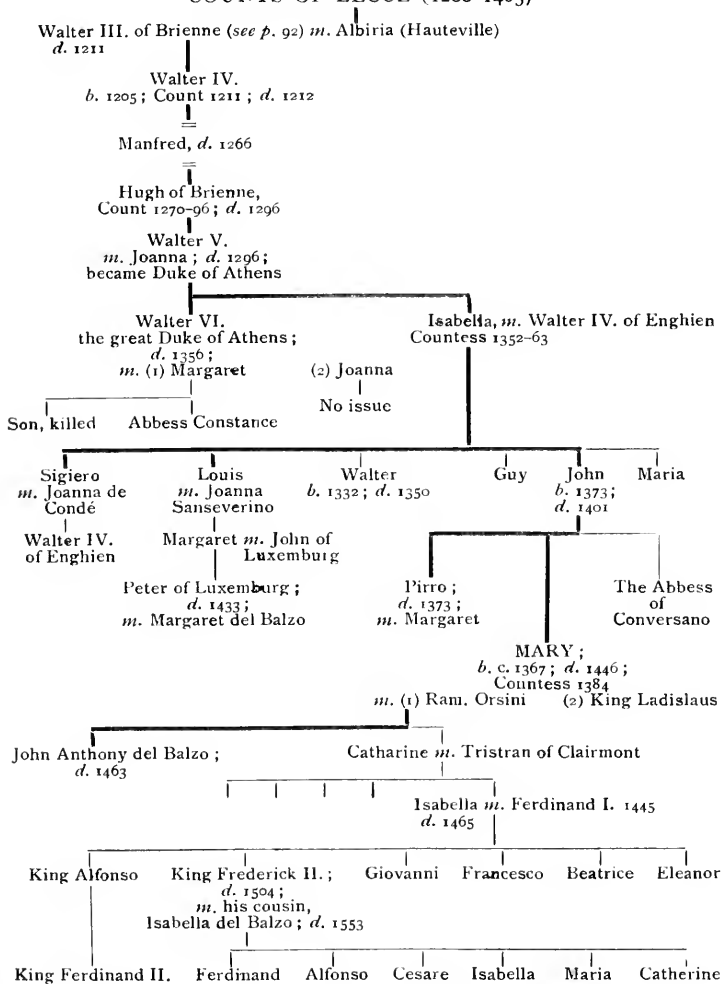 COUNTS OF LECCE
Walter III. of Brienne (see p. 92) m. Albiria (Hauteville)
d. 1211
Walter IV.
b. 1205; Count 1211; d. 1212
Manfred, d. 1266
Hugh of Brienne,
Count 1270-96; d. 1296
Walter V.
m. Joanna; d. 1296;
became Duke of Athens
Walter VI. Isabella, m. Walter IV. of Enghien
the great Duke of Athens; Countess 1352-63
d. 1356;
m. (1) Margaret (2) Joanna
No issue
Son, killed Abbess Constance
Sigiero Louis Walter Guy John Maria
m. Joanna de m. Joanna b. 1332; d. 1350 b. 1373;
Condé Sanseverino d. 1401
Walter IV. Margaret m. John of
of Enghien Luxemburg
Peter of Luxemburg; Pirro; The Abbess
d. 1433; d. 1373; of
m. Margaret del Balzo m. Margaret Conversano
MARY;
b. c. 1367; d. 1446;
Countess 1384
m. (1) Ram. Orsini (2) King Ladislaus
John Anthony del Balzo; Catharine m. Tristran of Clairmont
d. 1463
Isabella m. Ferdinand I. 1445
d. 1465
King Alfonso King Frederick II.; Giovanni Francesco Beatrice Eleanor
d. 1504;
m. his cousin,
Isabella del Balzo; d. 1553
King Ferdinand II. Ferdinand Alfonso Cesare Isabella Maria Catherine